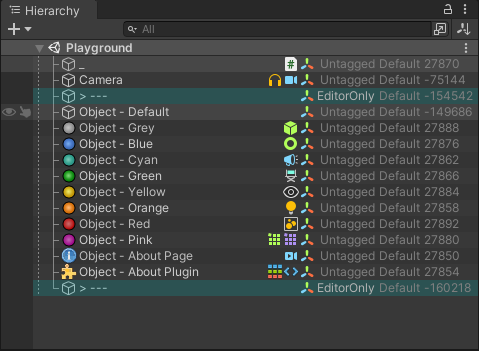 Hierarchy
All
Playground
_ # Untagged Default 27870
Camera Untagged Default -75144
> --- EditorOnly Default -154542
Object - Default Untagged Default -149686
Object - Grey Untagged Default 27888
Object - Blue Untagged Default 27876
Object - Cyan Untagged Default 27862
Object - Green Untagged Default 27866
Object - Yellow Untagged Default 27884
Object - Orange Untagged Default 27858
Object - Red Untagged Default 27892
Object - Pink Untagged Default 27880
Object - About Page Untagged Default 27850
Object - About Plugin Untagged Default 27854
> --- EditorOnly Default -160218